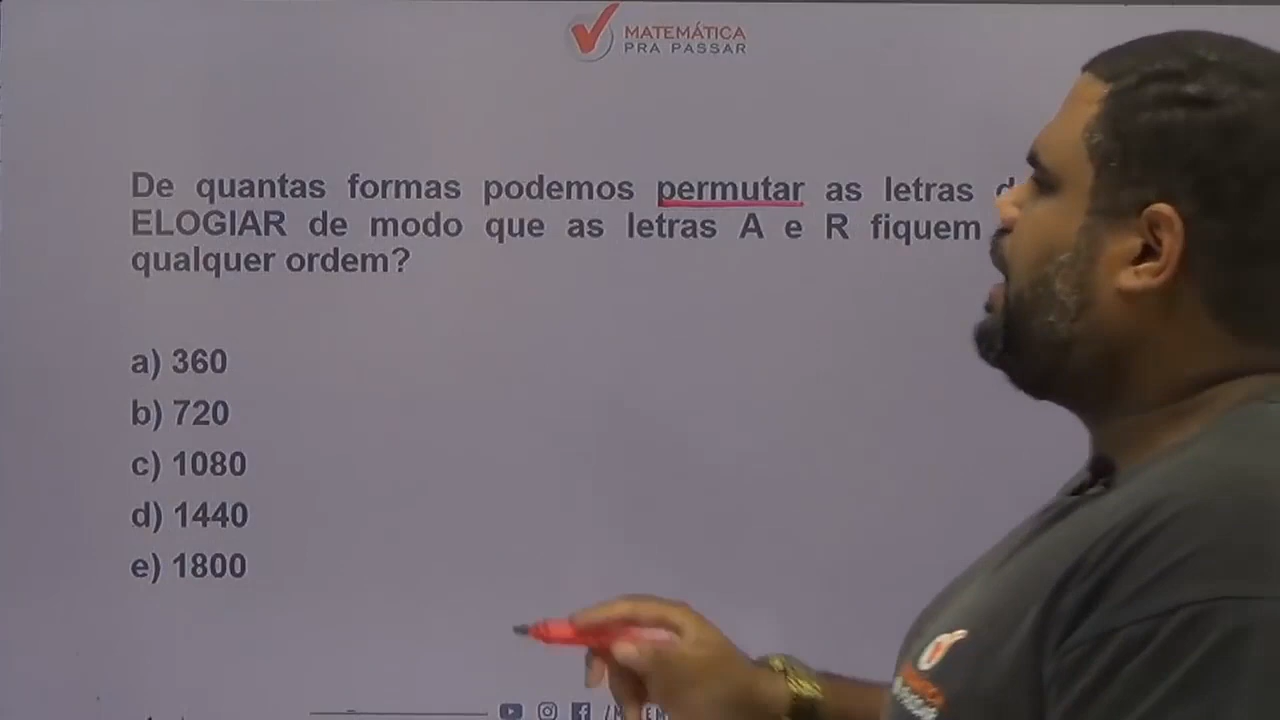 MATEMÁTICA
PRA PASSAR
De quantas formas podemos permutar as letras
ELOGIAR de modo que as letras A e R fiquem
qualquer ordem?
a) 360
b) 720
c) 1080
d) 1440
e) 1800